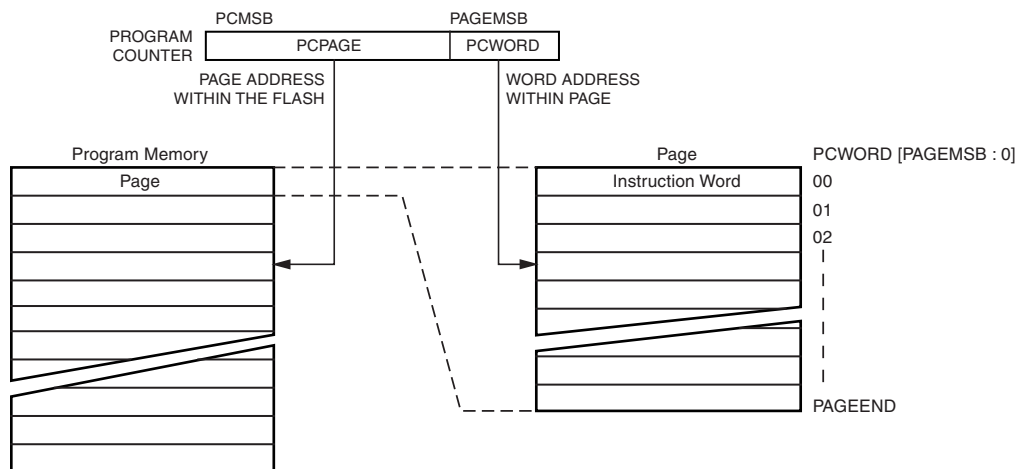 PCMSB PAGEMSB
PROGRAM
COUNTER
PCPAGE PCWORD
PAGE ADDRESS
WITHIN THE FLASH
WORD ADDRESS
WITHIN PAGE
Program Memory
Page
Page
Instruction Word
PCWORD [PAGEMSB : 0]
00
01
02
PAGEEND